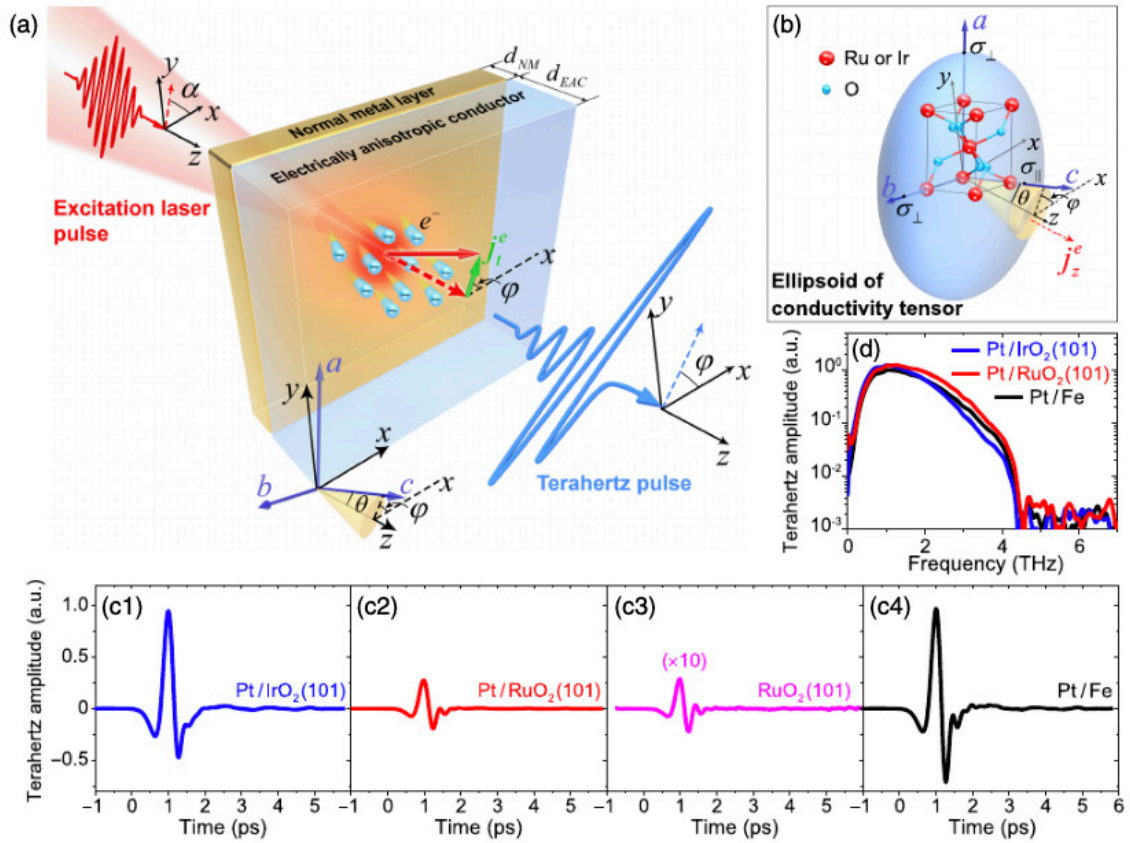 (a)
y
α
x
z
d_NM
d_EAC
Normal metal layer
Electrically anisotropic conductor
Excitation laser
pulse
e⁻
j_t^e
x
φ
a
y
x
b
c
x
θ
φ
z
Terahertz pulse
y
φ
x
z
(b)
a
σ⊥
Ru or Ir
O
y
x
σ∥
b
c
x
σ⊥
θ
φ
z
j_z^e
Ellipsoid of
conductivity tensor
(d)
Pt/IrO₂(101)
Pt/RuO₂(101)
Pt/Fe
Terahertz amplitude (a.u.)
10⁰
10⁻¹
10⁻²
10⁻³
0 2 4 6
Frequency (THz)
(c1)
Terahertz amplitude (a.u.)
1.0
0.5
0
−0.5
Pt/IrO₂(101)
−1 0 1 2 3 4 5
Time (ps)
(c2)
Pt/RuO₂(101)
−1 0 1 2 3 4 5
Time (ps)
(c3)
(×10)
RuO₂(101)
−1 0 1 2 3 4 5
Time (ps)
(c4)
Pt/Fe
−1 0 1 2 3 4 5 6
Time (ps)